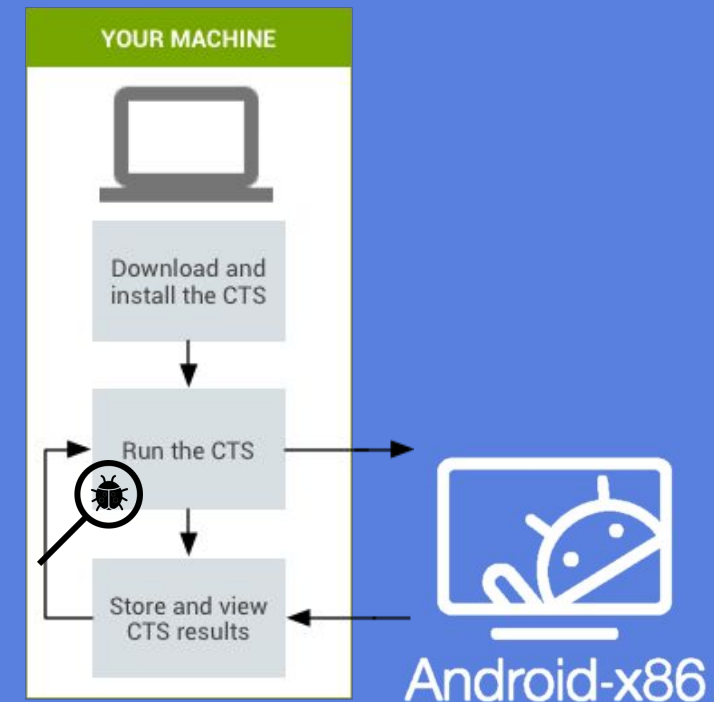 YOUR MACHINE
Download and
install the CTS
Run the CTS
Store and view
CTS results
Android-x86